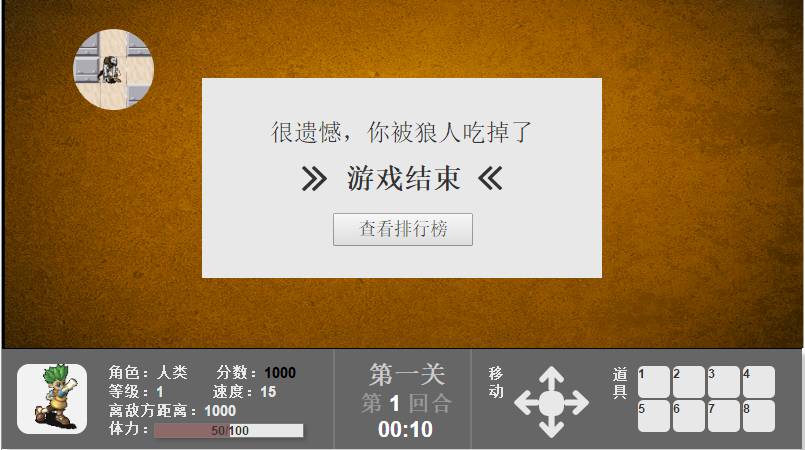 很遗憾，你被狼人吃掉了
游戏结束
查看排行榜
角色：人类 分数：1000
等级：1 速度：15
离敌方距离：1000
体力：50/100
第一关
第 1 回合
00:10
移动
道具
1 2 3 4
5 6 7 8